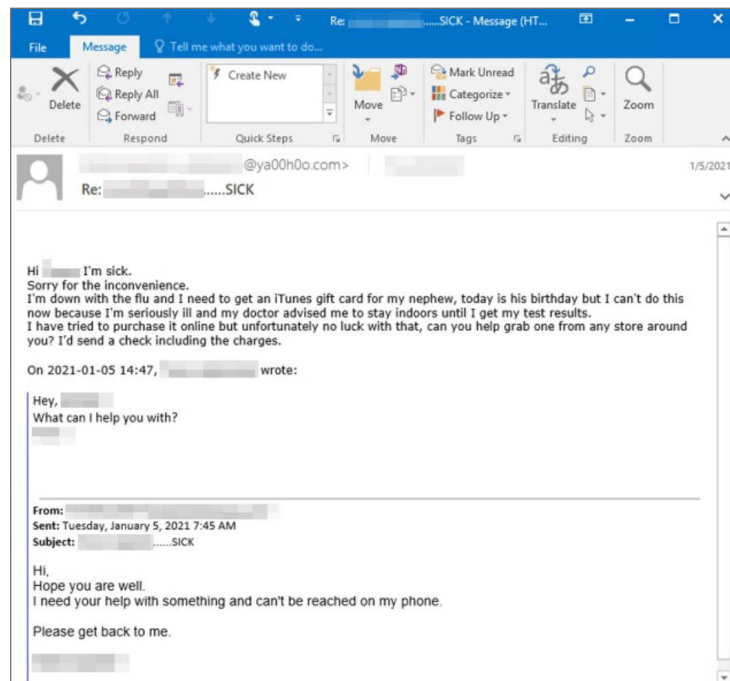 Re: ......SICK - Message (HT...
File Message Tell me what you want to do...
Delete
Reply
Reply All
Forward
Create New
Move
Mark Unread
Categorize
Follow Up
Translate
Zoom
Delete Respond Quick Steps Move Tags Editing Zoom
@ya00h0o.com> 1/5/2021
Re: ......SICK
Hi I'm sick.
Sorry for the inconvenience.
I'm down with the flu and I need to get an iTunes gift card for my nephew, today is his birthday but I can't do this
now because I'm seriously ill and my doctor advised me to stay indoors until I get my test results.
I have tried to purchase it online but unfortunately no luck with that, can you help grab one from any store around
you? I'd send a check including the charges.
On 2021-01-05 14:47, wrote:
Hey,
What can I help you with?
From:
Sent: Tuesday, January 5, 2021 7:45 AM
Subject: ......SICK
Hi,
Hope you are well.
I need your help with something and can't be reached on my phone.
Please get back to me.